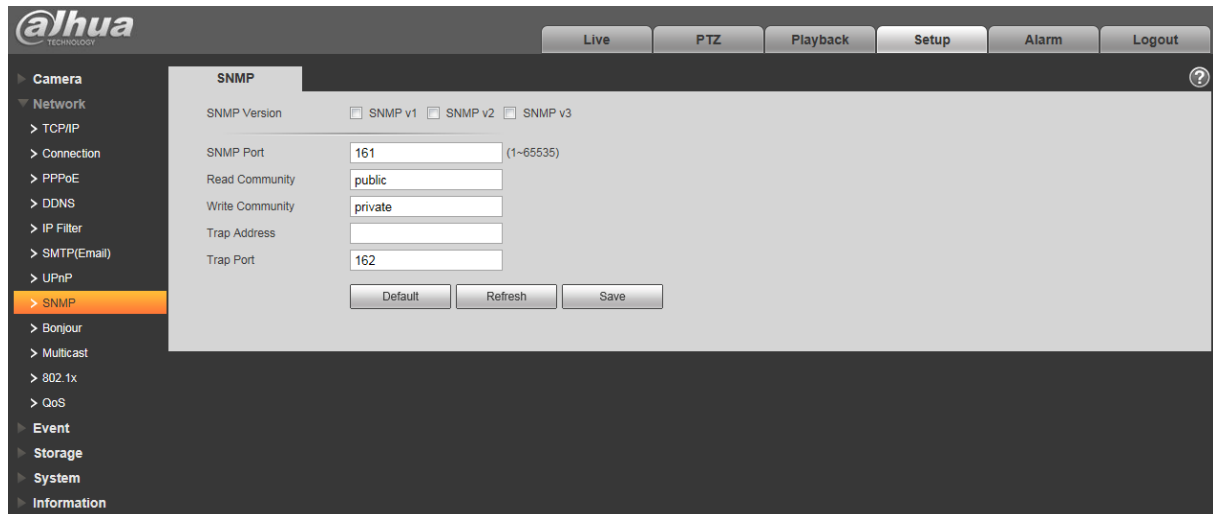 alhua
TECHNOLOGY
Live PTZ Playback Setup Alarm Logout
Camera
Network
> TCP/IP
> Connection
> PPPoE
> DDNS
> IP Filter
> SMTP(Email)
> UPnP
> SNMP
> Bonjour
> Multicast
> 802.1x
> QoS
Event
Storage
System
Information
SNMP
?
SNMP Version SNMP v1 SNMP v2 SNMP v3
SNMP Port 161 (1~65535)
Read Community public
Write Community private
Trap Address
Trap Port 162
Default Refresh Save